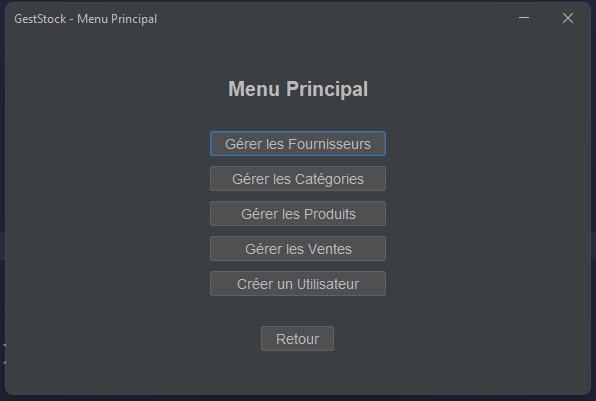 GestStock - Menu Principal
Menu Principal
Gérer les Fournisseurs
Gérer les Catégories
Gérer les Produits
Gérer les Ventes
Créer un Utilisateur
Retour